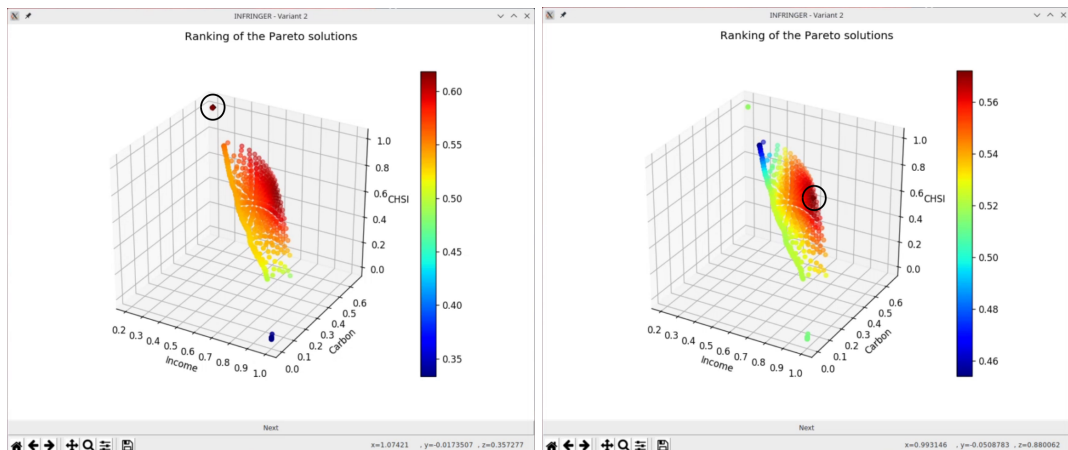 INFRINGER - Variant 2
Ranking of the Pareto solutions
0.60
0.55
0.50
0.45
0.40
0.35
1.0
0.8
0.6
0.4
0.2
0.0
CHSI
0.6
0.5
0.4
0.3
0.2
0.1
0.0
Carbon
0.2 0.3 0.4 0.5 0.6 0.7 0.8 0.9 1.0
Income
Next
x=1.07421 , y=-0.0173507 , z=0.357277
INFRINGER - Variant 2
Ranking of the Pareto solutions
0.56
0.54
0.52
0.50
0.48
0.46
1.0
0.8
0.6
0.4
0.2
0.0
CHSI
0.6
0.5
0.4
0.3
0.2
0.1
0.0
Carbon
0.2 0.3 0.4 0.5 0.6 0.7 0.8 0.9 1.0
Income
Next
x=0.993146 , y=-0.0508783 , z=0.880062